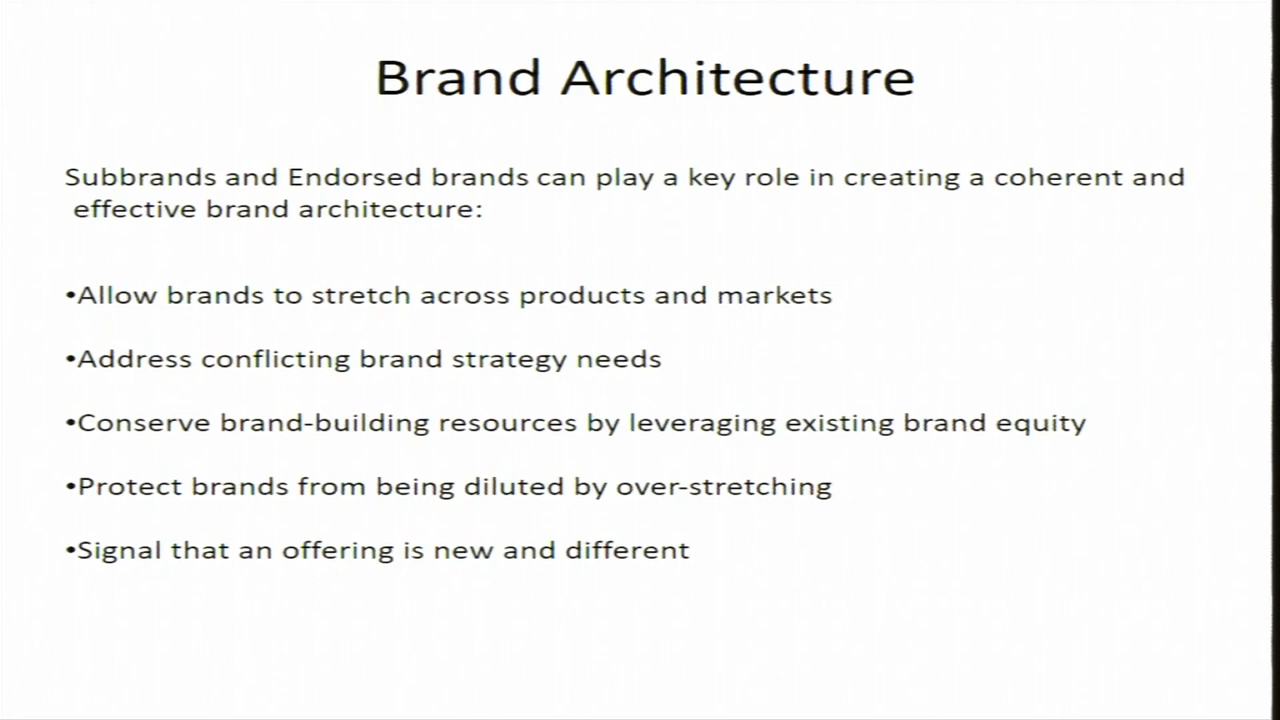 Brand Architecture
Subbrands and Endorsed brands can play a key role in creating a coherent and
effective brand architecture:
•Allow brands to stretch across products and markets
•Address conflicting brand strategy needs
•Conserve brand-building resources by leveraging existing brand equity
•Protect brands from being diluted by over-stretching
•Signal that an offering is new and different